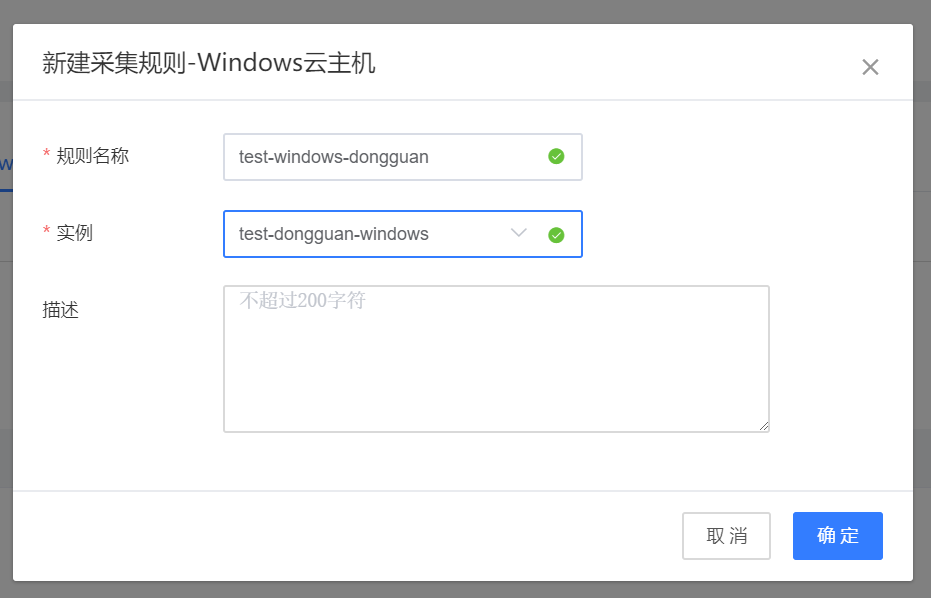 新建采集规则-Windows云主机
w
* 规则名称
test-windows-dongguan
* 实例
test-dongguan-windows
描述
不超过200字符
取消
确定